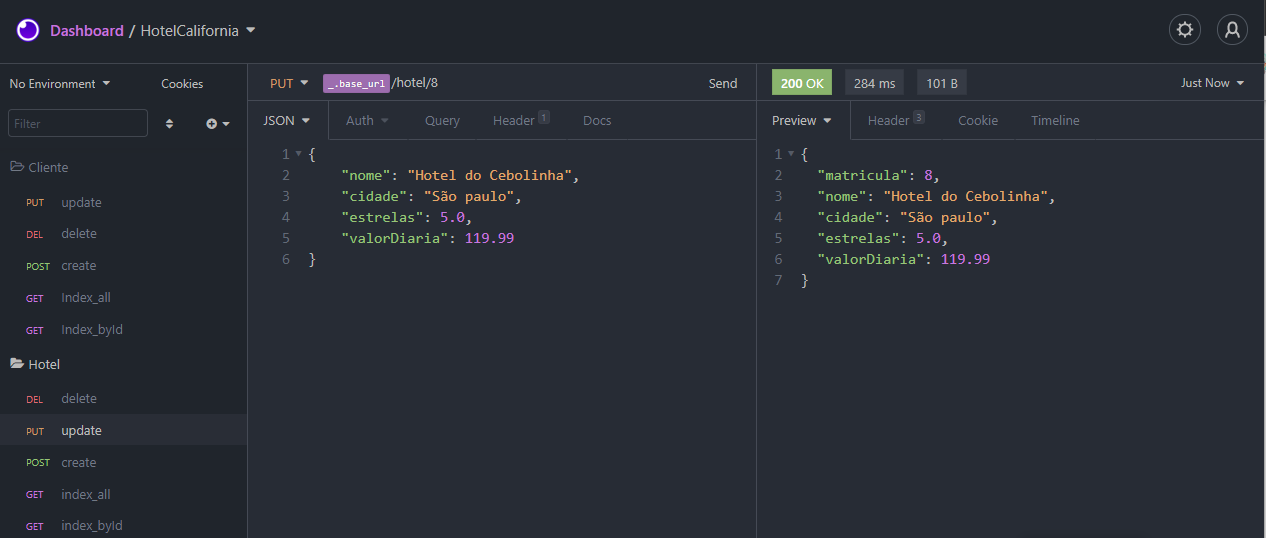 Dashboard / HotelCalifornia
No Environment Cookies
Filter
Cliente
PUT update
DEL delete
POST create
GET Index_all
GET Index_byId
Hotel
DEL delete
PUT update
POST create
GET index_all
GET index_byId
PUT _.base_url /hotel/8 Send
JSON Auth Query Header 1 Docs
1 {
2 "nome": "Hotel do Cebolinha",
3 "cidade": "São paulo",
4 "estrelas": 5.0,
5 "valorDiaria": 119.99
6 }
200 OK 284 ms 101 B Just Now
Preview Header 3 Cookie Timeline
1 {
2 "matricula": 8,
3 "nome": "Hotel do Cebolinha",
4 "cidade": "São paulo",
5 "estrelas": 5.0,
6 "valorDiaria": 119.99
7 }